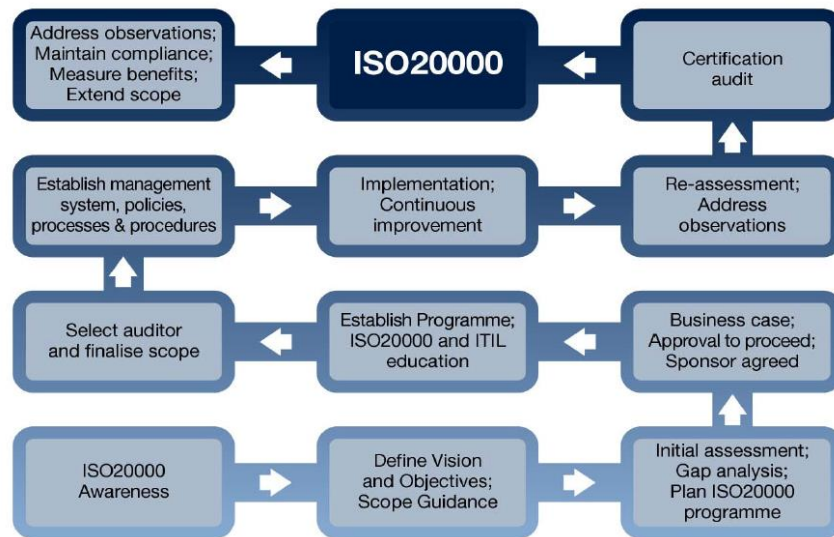 Address observations;
Maintain compliance;
Measure benefits;
Extend scope
ISO20000
Certification
audit
Establish management
system, policies,
processes & procedures
Implementation;
Continuous
improvement
Re-assessment;
Address
observations
Select auditor
and finalise scope
Establish Programme;
ISO20000 and ITIL
education
Business case;
Approval to proceed;
Sponsor agreed
ISO20000
Awareness
Define Vision
and Objectives;
Scope Guidance
Initial assessment;
Gap analysis;
Plan ISO20000
programme